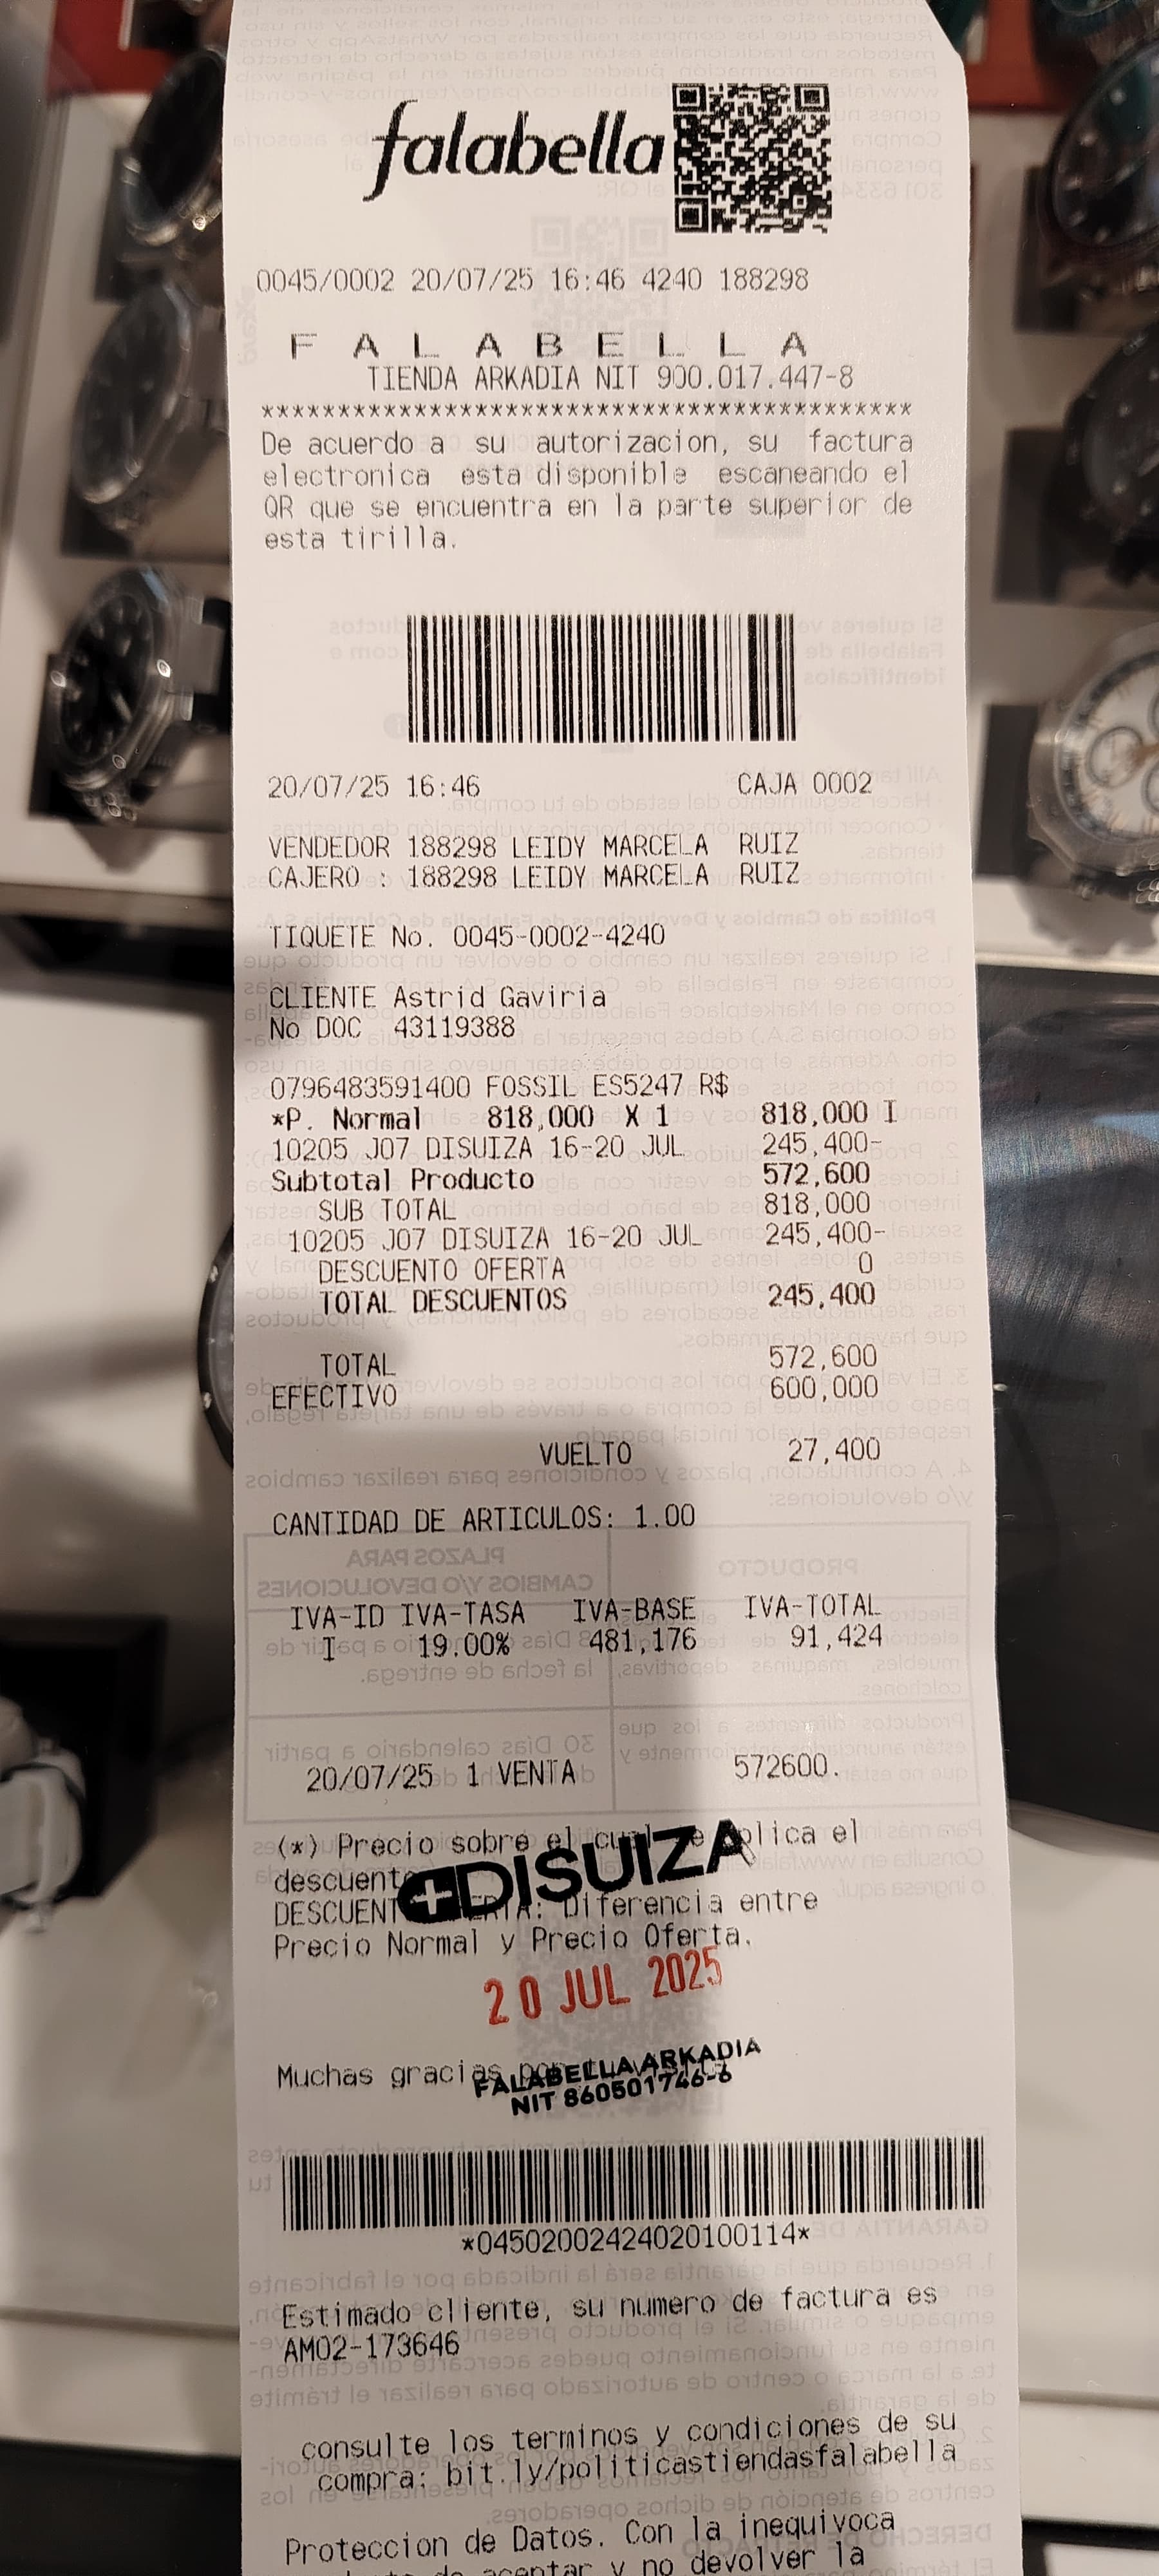 falabella
0045/0002 20/07/25 16:46 4240 188298
F A L A B E L L A
TIENDA ARKADIA NIT 900.017.447-8
*******************************************
De acuerdo a su autorizacion, su factura
electronica esta disponible escaneando el
QR que se encuentra en la parte superior de
esta tirilla.
20/07/25 16:46 CAJA 0002
VENDEDOR 188298 LEIDY MARCELA RUIZ
CAJERO : 188298 LEIDY MARCELA RUIZ
TIQUETE No. 0045-0002-4240
CLIENTE Astrid Gaviria
No DOC 43119388
0796483591400 FOSSIL ES5247 R$
*P. Normal 818,000 X 1 818,000 I
10205 J07 DISUIZA 16-20 JUL 245,400-
Subtotal Producto 572,600
SUB TOTAL 818,000
10205 J07 DISUIZA 16-20 JUL 245,400-
DESCUENTO OFERTA 0
TOTAL DESCUENTOS 245,400
TOTAL 572,600
EFECTIVO 600,000
VUELTO 27,400
CANTIDAD DE ARTICULOS: 1.00
IVA-ID IVA-TASA IVA-BASE IVA-TOTAL
I 19.00% 481,176 91,424
20/07/25 1 VENTA 572600.
(*) Precio sobre el cual se aplica el
descuento
DISUIZA
DESCUENTO OFERTA: Diferencia entre
Precio Normal y Precio Oferta.
20 JUL 2025
Muchas gracias por
FALABELLA ARKADIA
NIT 860501746-6
*04502002424020100114*
Estimado cliente, su numero de factura es
AM02-173646
consulte los terminos y condiciones de su
compra: bit.ly/politicastiendasfalabella
Proteccion de Datos. Con la inequivoca
de aceptar y no devolver la